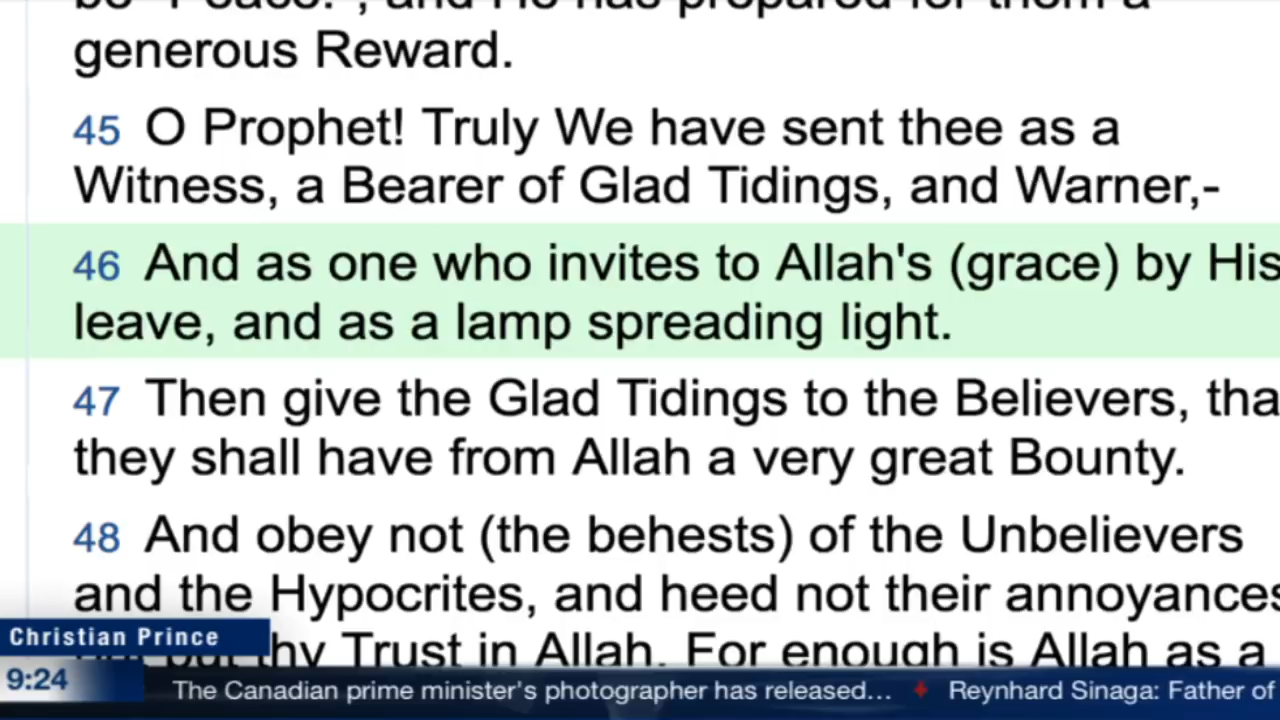 generous Reward.
45 O Prophet! Truly We have sent thee as a
Witness, a Bearer of Glad Tidings, and Warner,-
46 And as one who invites to Allah's (grace) by His
leave, and as a lamp spreading light.
47 Then give the Glad Tidings to the Believers, tha
they shall have from Allah a very great Bounty.
48 And obey not (the behests) of the Unbelievers
and the Hypocrites, and heed not their annoyances
thy Trust in Allah. For enough is Allah as a
Christian Prince
9:24
The Canadian prime minister's photographer has released... Reynhard Sinaga: Father of